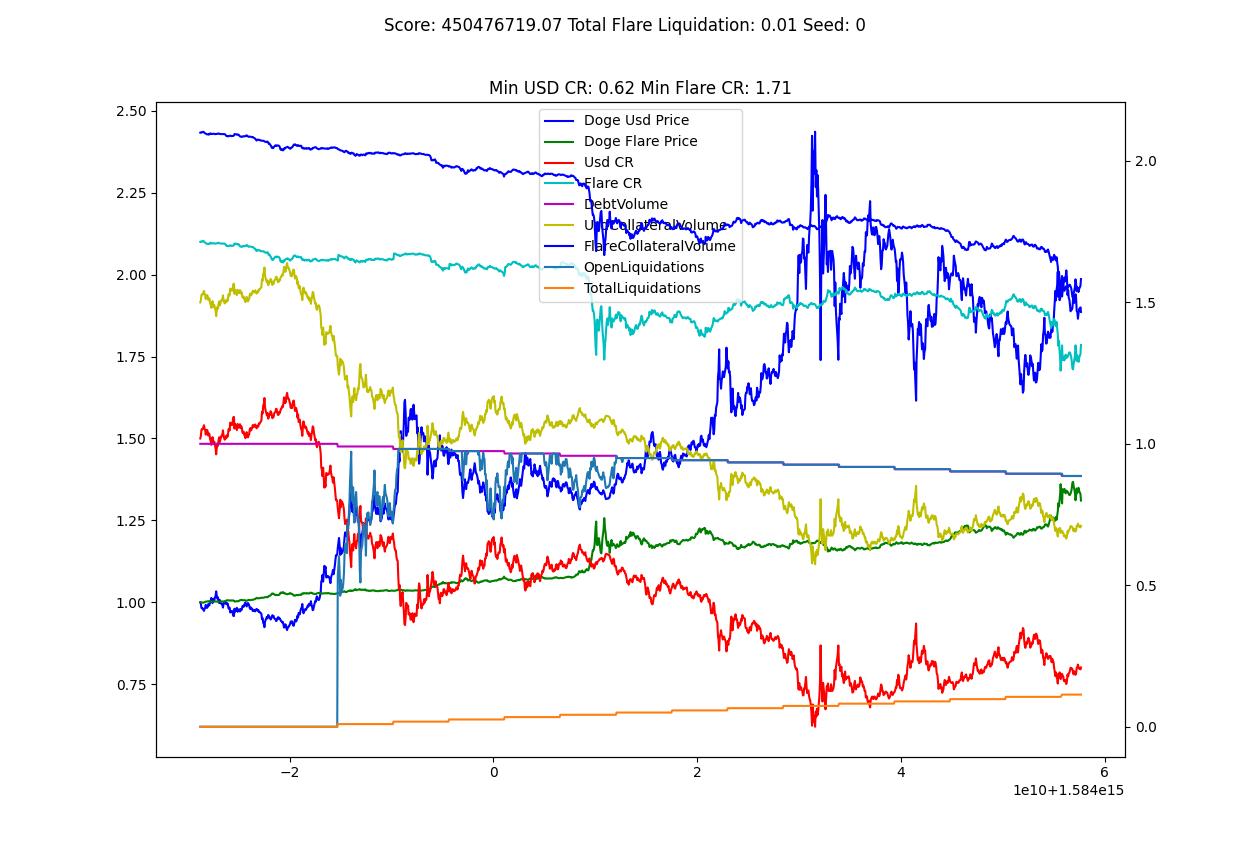 Score: 450476719.07 Total Flare Liquidation: 0.01 Seed: 0
Min USD CR: 0.62 Min Flare CR: 1.71
2.50
2.25
2.00
1.75
1.50
1.25
1.00
0.75
Doge Usd Price
Doge Flare Price
Usd CR
Flare CR
DebtVolume
UsdCollateralVolume
FlareCollateralVolume
OpenLiquidations
TotalLiquidations
2.0
1.5
1.0
0.5
0.0
−2 0 2 4 6
1e10+1.584e15